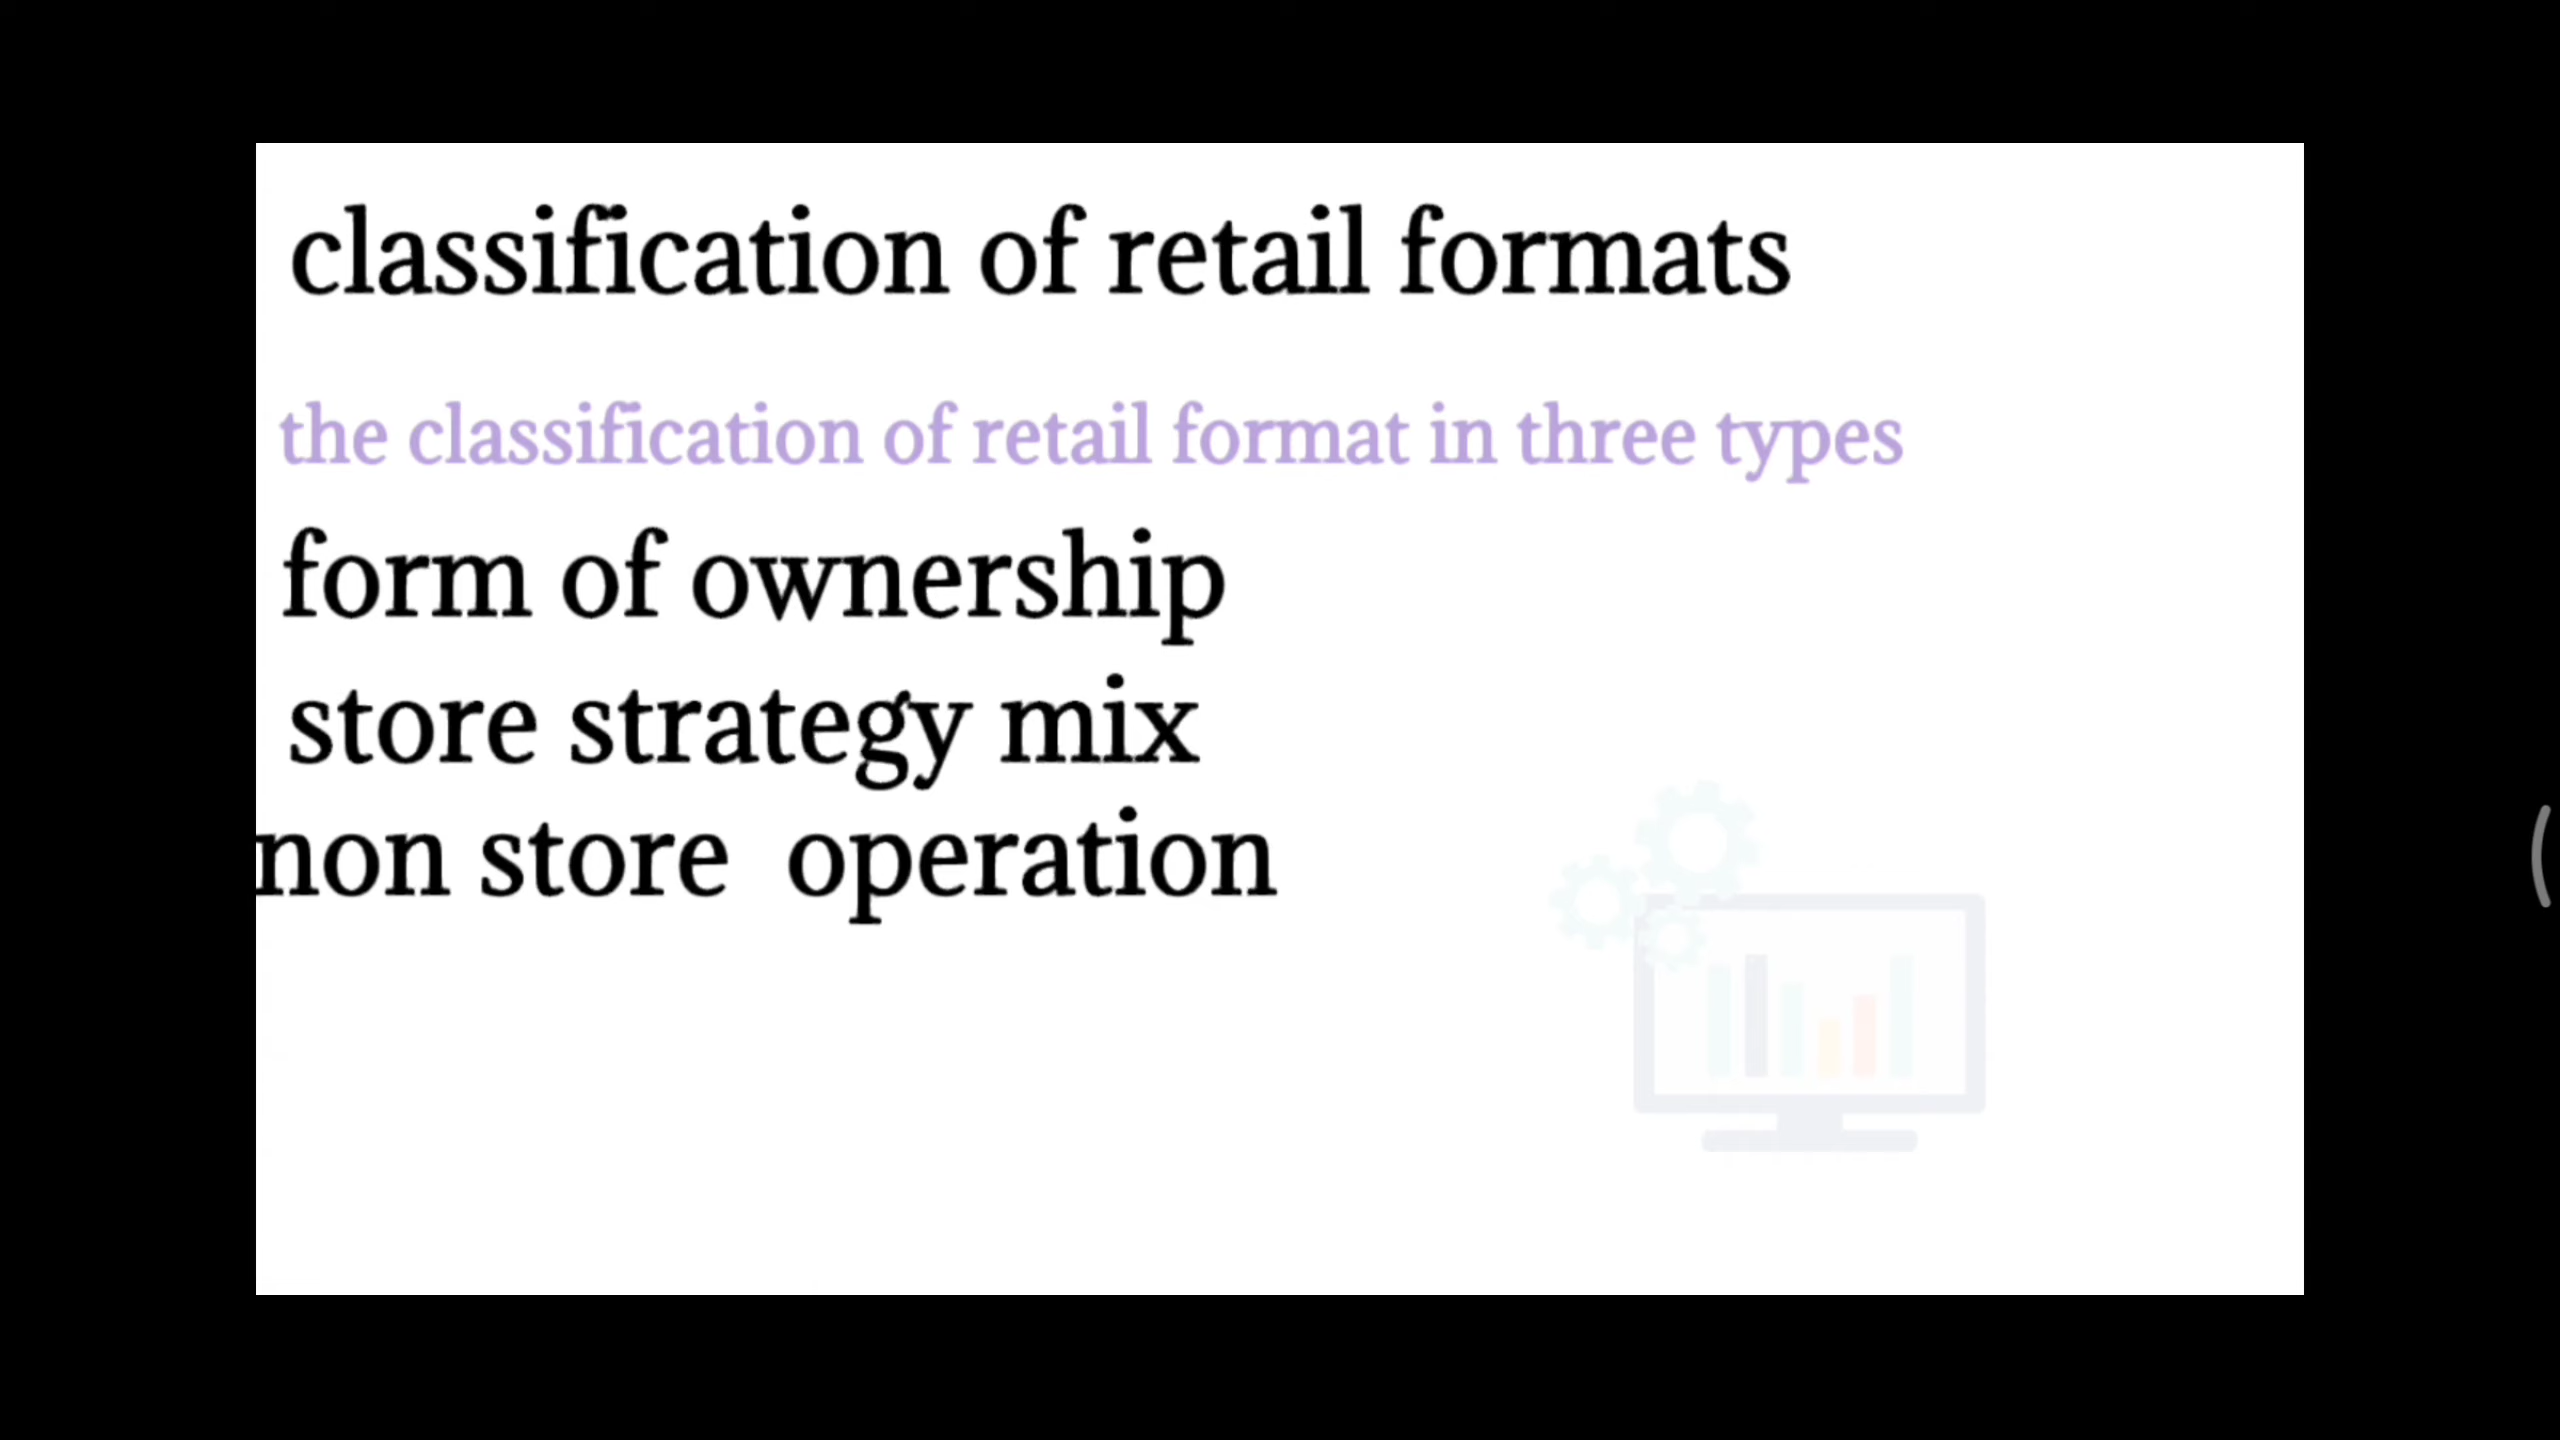 classification of retail formats
the classification of retail format in three types
form of ownership
store strategy mix
non store  operation